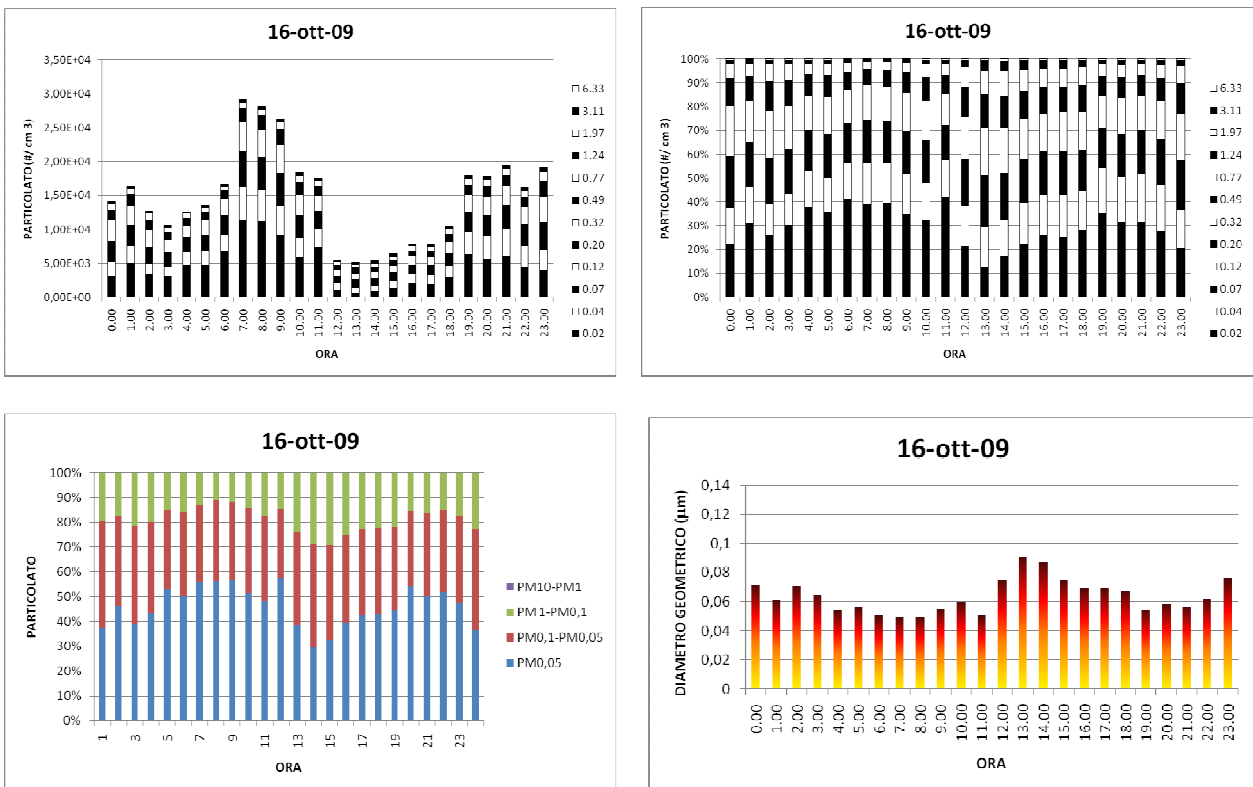 16-ott-09
PARTICOLATO (#/ cm 3)
3,50E+04
3,00E+04
2,50E+04
2,00E+04
1,50E+04
1,00E+04
5,00E+03
0,00E+00
0.00 1.00 2.00 3.00 4.00 5.00 6.00 7.00 8.00 9.00 10.00 11.00 12.00 13.00 14.00 15.00 16.00 17.00 18.00 19.00 20.00 21.00 22.00 23.00
ORA
6.33
3.11
1.97
1.24
0.77
0.49
0.32
0.20
0.12
0.07
0.04
0.02
16-ott-09
PARTICOLATO (#/ cm 3)
100%
90%
80%
70%
60%
50%
40%
30%
20%
10%
0%
0.00 1.00 2.00 3.00 4.00 5.00 6.00 7.00 8.00 9.00 10.00 11.00 12.00 13.00 14.00 15.00 16.00 17.00 18.00 19.00 20.00 21.00 22.00 23.00
ORA
6.33
3.11
1.97
1.24
0.77
0.49
0.32
0.20
0.12
0.07
0.04
0.02
16-ott-09
PARTICOLATO
100%
90%
80%
70%
60%
50%
40%
30%
20%
10%
0%
1 3 5 7 9 11 13 15 17 19 21 23
ORA
PM10-PM1
PM1-PM0,1
PM0,1-PM0,05
PM0,05
16-ott-09
DIAMETRO GEOMETRICO (µm)
0,14
0,12
0,1
0,08
0,06
0,04
0,02
0
0.00 1.00 2.00 3.00 4.00 5.00 6.00 7.00 8.00 9.00 10.00 11.00 12.00 13.00 14.00 15.00 16.00 17.00 18.00 19.00 20.00 21.00 22.00 23.00
ORA